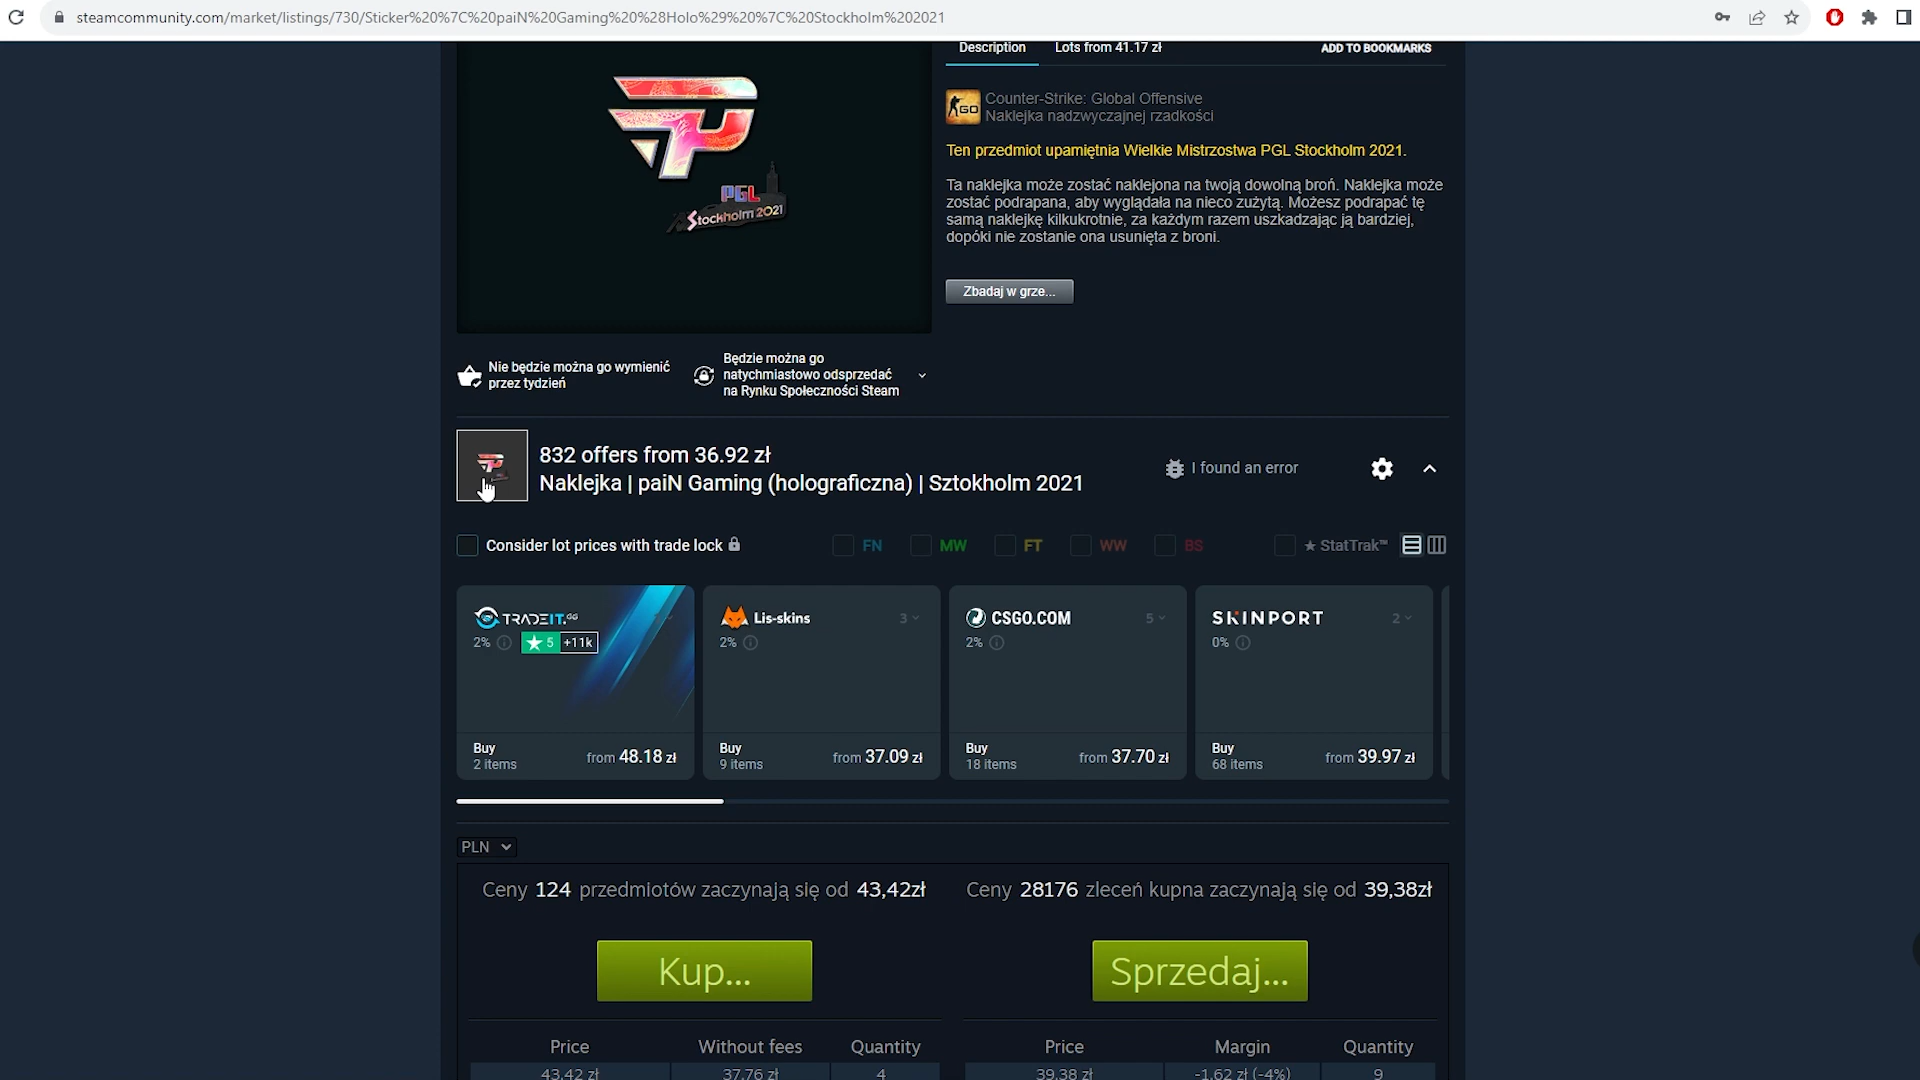 steamcommunity.com/market/listings/730/Sticker%20%7C%20paiN%20Gaming%20%28Holo%29%20%7C%20Stockholm%202021
Description
Lots from 41.17 zł
ADD TO BOOKMARKS
PGL
Stockholm 2021
GO
Counter-Strike: Global Offensive
Naklejka nadzwyczajnej rzadkości
Ten przedmiot upamiętnia Wielkie Mistrzostwa PGL Stockholm 2021.
Ta naklejka może zostać naklejona na twoją dowolną broń. Naklejka może
zostać podrapana, aby wyglądała na nieco zużytą. Możesz podrapać tę
samą naklejkę kilkukrotnie, za każdym razem uszkadzając ją bardziej,
dopóki nie zostanie ona usunięta z broni.
Zbadaj w grze...
Nie będzie można go wymienić
przez tydzień
Będzie można go
natychmiastowo odsprzedać
na Rynku Społeczności Steam
832 offers from 36.92 zł
Naklejka | paiN Gaming (holograficzna) | Sztokholm 2021
I found an error
Consider lot prices with trade lock
FN
MW
FT
WW
BS
★ StatTrak™
TRADEIT.GG
2%
★ 5 +11k
Buy
2 items
from 48.18 zł
Lis-skins
3
2%
Buy
9 items
from 37.09 zł
CSGO.COM
5
2%
Buy
18 items
from 37.70 zł
SKINPORT
2
0%
Buy
68 items
from 39.97 zł
PLN
Ceny 124 przedmiotów zaczynają się od 43,42zł
Kup...
Ceny 28176 zleceń kupna zaczynają się od 39,38zł
Sprzedaj...
Price Without fees Quantity
43.42 zł 37.76 zł 4
Price Margin Quantity
39.38 zł -1.62 zł (-4%) 9